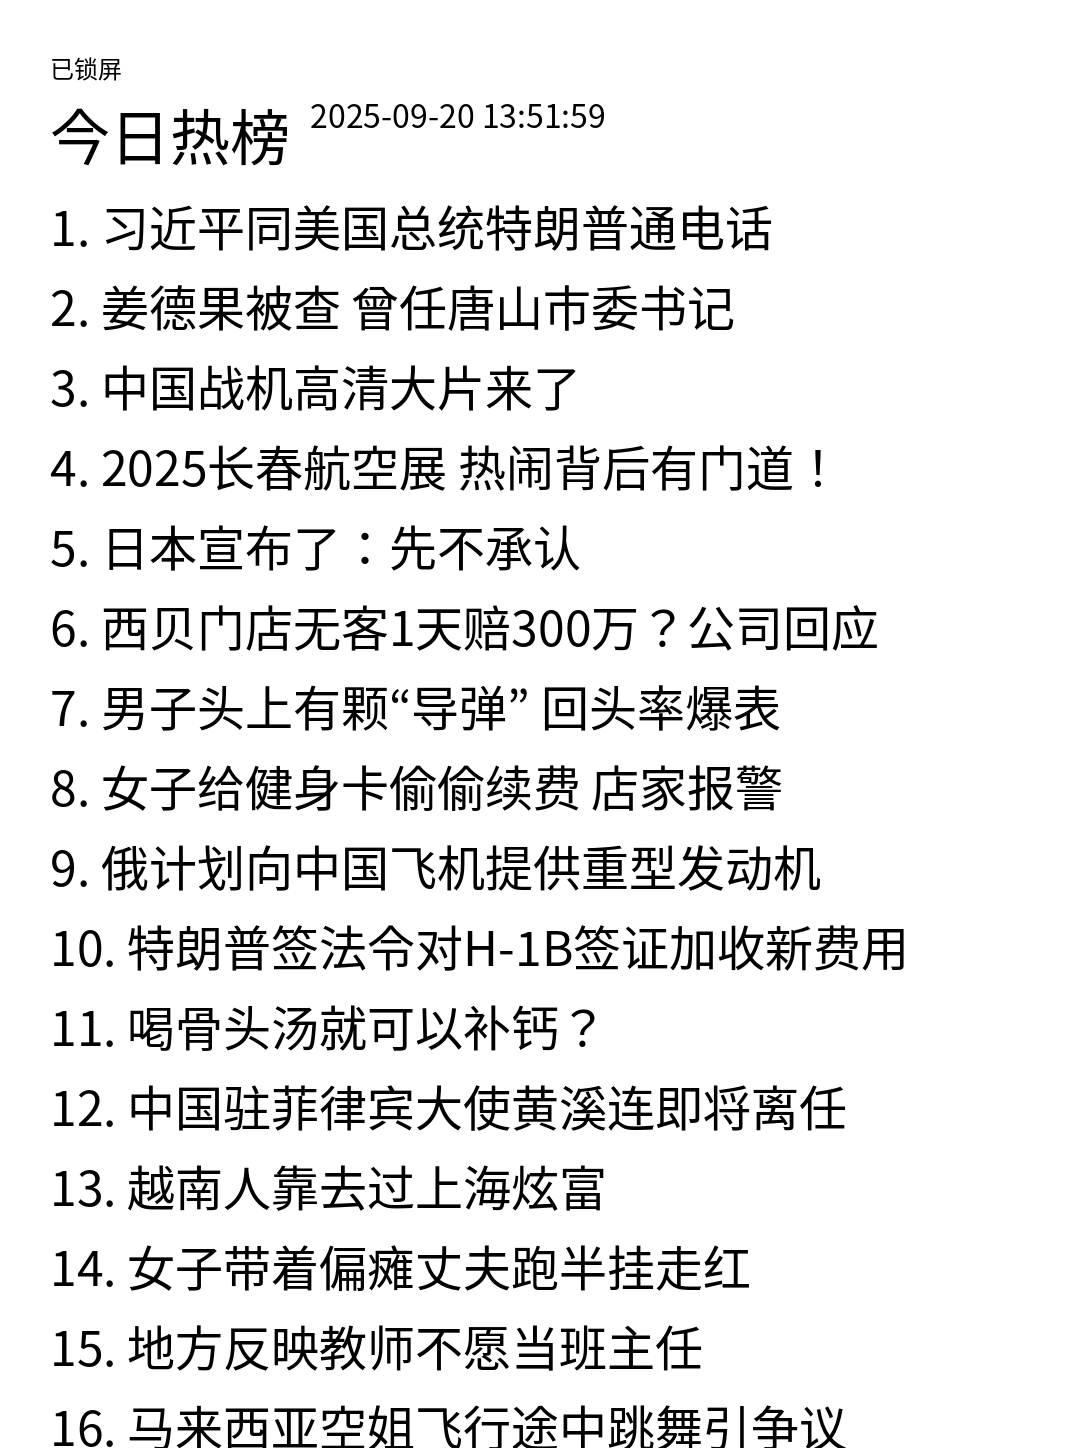 已锁屏
今日热榜 2025-09-20 13:51:59
1. 习近平同美国总统特朗普通电话
2. 姜德果被查 曾任唐山市委书记
3. 中国战机高清大片来了
4. 2025长春航空展 热闹背后有门道！
5. 日本宣布了：先不承认
6. 西贝门店无客1天赔300万？公司回应
7. 男子头上有颗“导弹” 回头率爆表
8. 女子给健身卡偷偷续费 店家报警
9. 俄计划向中国飞机提供重型发动机
10. 特朗普签法令对H-1B签证加收新费用
11. 喝骨头汤就可以补钙？
12. 中国驻菲律宾大使黄溪连即将离任
13. 越南人靠去过上海炫富
14. 女子带着偏瘫丈夫跑半挂走红
15. 地方反映教师不愿当班主任
16. 马来西亚空姐飞行途中跳舞引争议